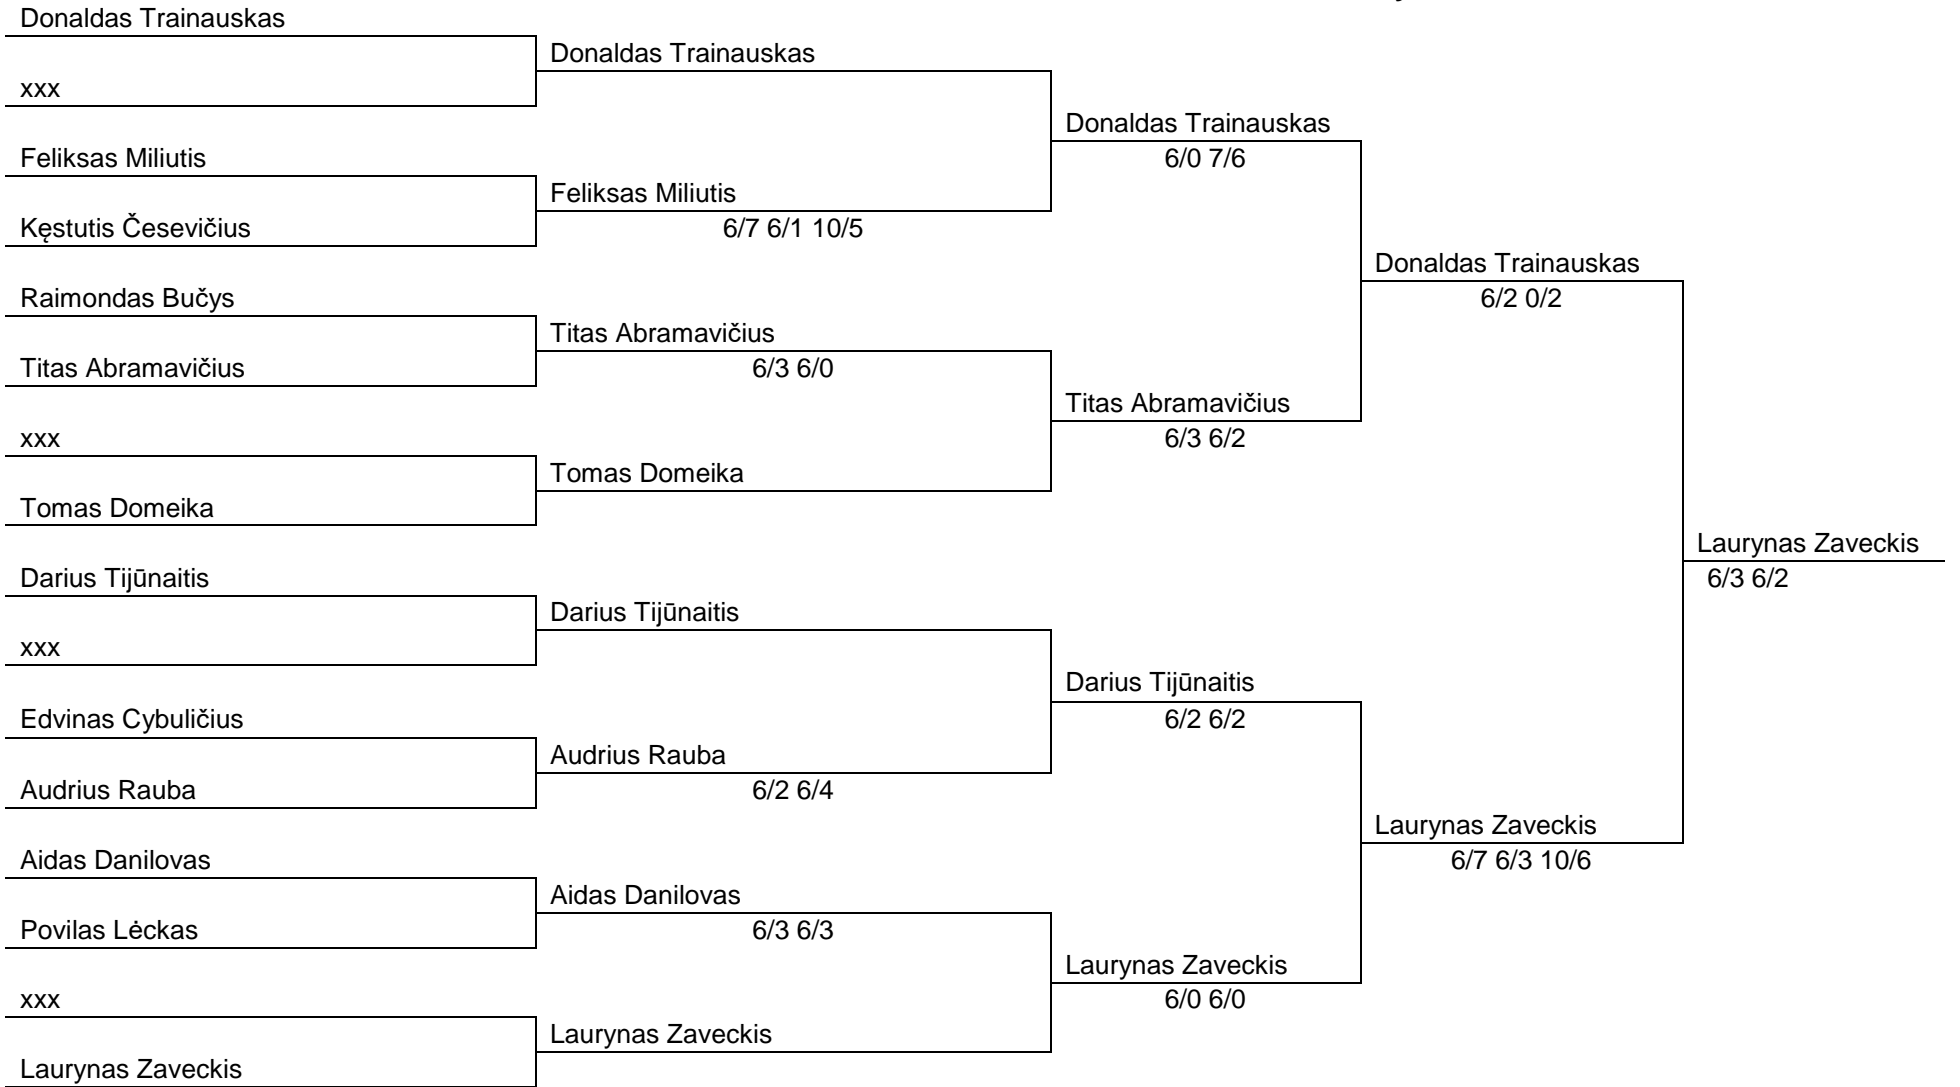 Donaldas Trainauskas
xxx
Feliksas Miliutis
Kęstutis Česevičius
Raimondas Bučys
Titas Abramavičius
xxx
Tomas Domeika
Darius Tijūnaitis
xxx
Edvinas Cybuličius
Audrius Rauba
Aidas Danilovas
Povilas Lėckas
xxx
Laurynas Zaveckis
Donaldas Trainauskas
Feliksas Miliutis
6/7 6/1 10/5
Titas Abramavičius
6/3 6/0
Tomas Domeika
Darius Tijūnaitis
Audrius Rauba
6/2 6/4
Aidas Danilovas
6/3 6/3
Laurynas Zaveckis
Donaldas Trainauskas
6/0 7/6
Titas Abramavičius
6/3 6/2
Darius Tijūnaitis
6/2 6/2
Laurynas Zaveckis
6/0 6/0
Donaldas Trainauskas
6/2 0/2
Laurynas Zaveckis
6/7 6/3 10/6
Laurynas Zaveckis
6/3 6/2